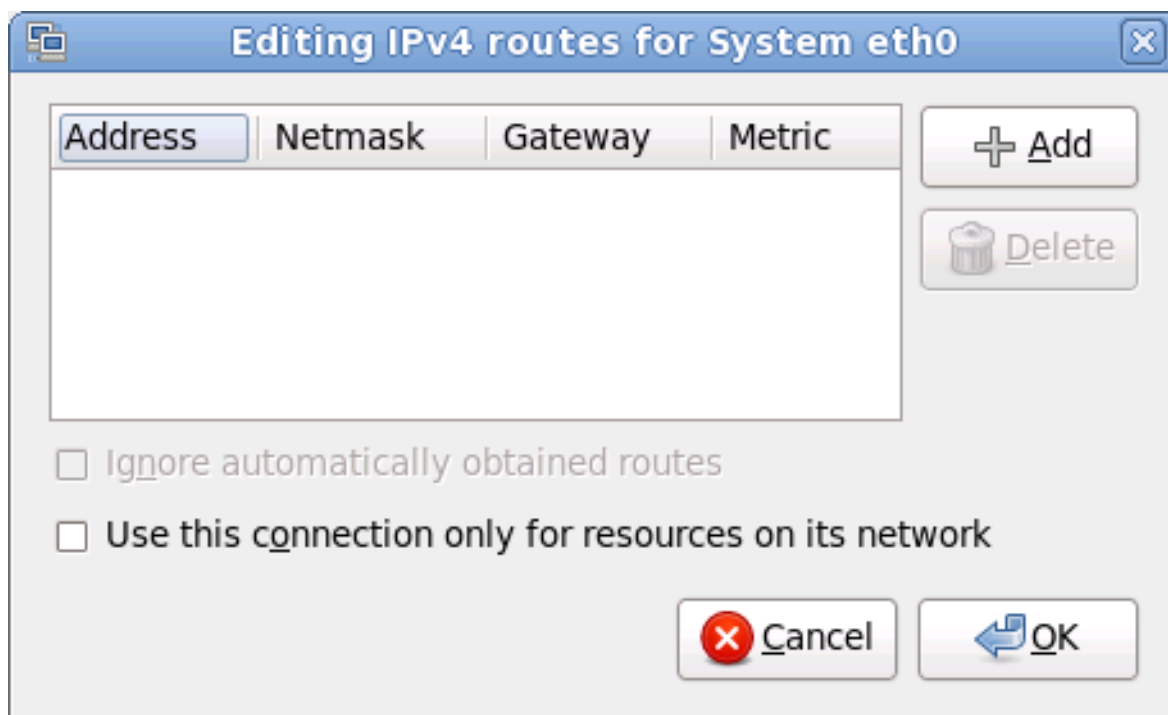 Editing IPv4 routes for System eth0
Address Netmask Gateway Metric
Add
Delete
Ignore automatically obtained routes
Use this connection only for resources on its network
Cancel OK